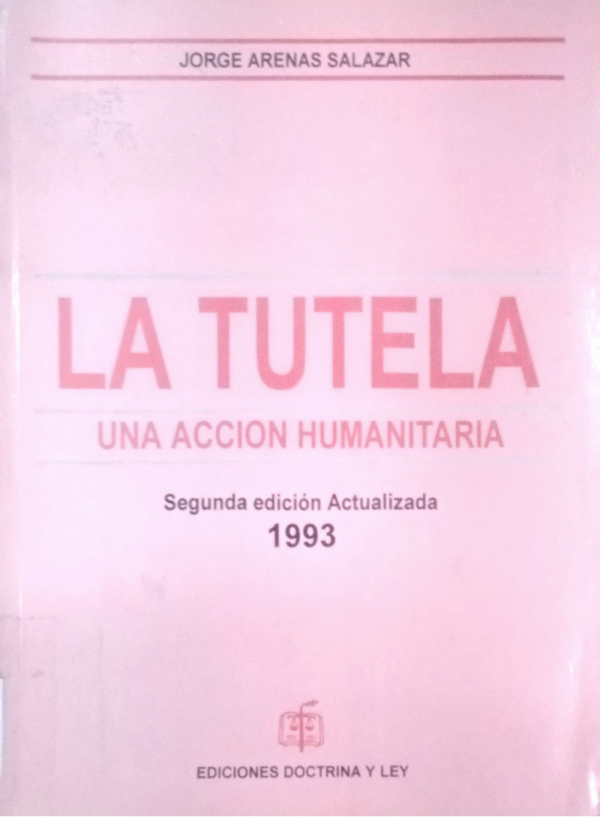 JORGE ARENAS SALAZAR
LA TUTELA
UNA ACCION HUMANITARIA
Segunda edición Actualizada
1993
EDICIONES DOCTRINA Y LEY